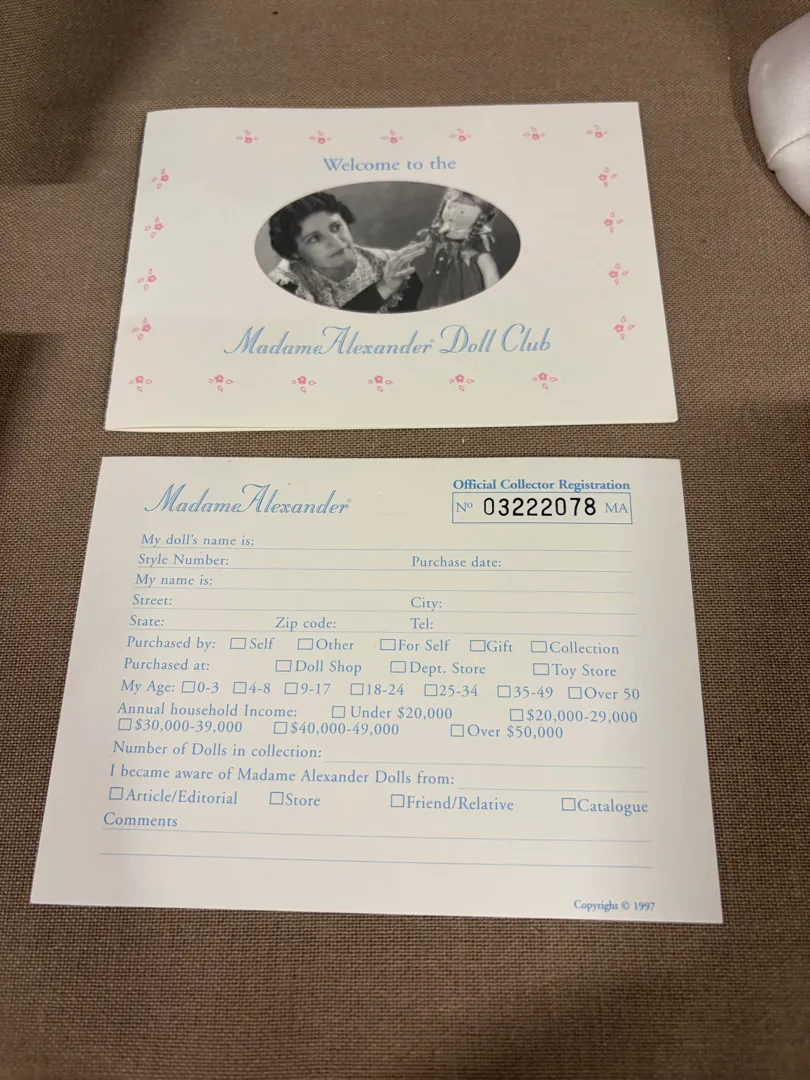 Welcome to the
Madame Alexander® Doll Club
Madame Alexander®
Official Collector Registration
Nº 03222078 MA
My doll's name is:
Style Number: Purchase date:
My name is:
Street: City:
State: Zip code: Tel:
Purchased by: Self Other For Self Gift Collection
Purchased at: Doll Shop Dept. Store Toy Store
My Age: 0-3 4-8 9-17 18-24 25-34 35-49 Over 50
Annual household Income: Under $20,000 $20,000-29,000
$30,000-39,000 $40,000-49,000 Over $50,000
Number of Dolls in collection:
I became aware of Madame Alexander Dolls from:
Article/Editorial Store Friend/Relative Catalogue
Comments
Copyright © 1997